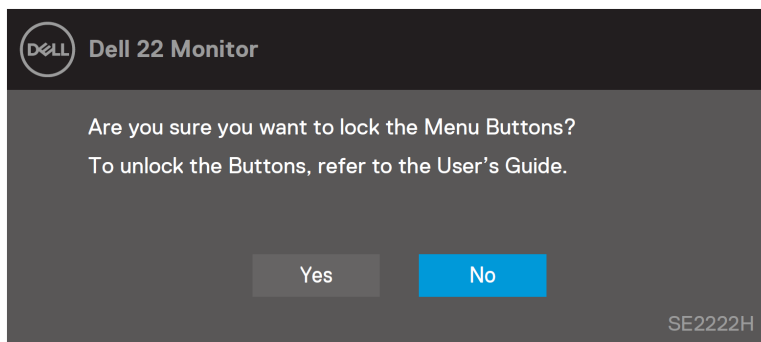 DELL Dell 22 Monitor
Are you sure you want to lock the Menu Buttons?
To unlock the Buttons, refer to the User’s Guide.
Yes No
SE2222H